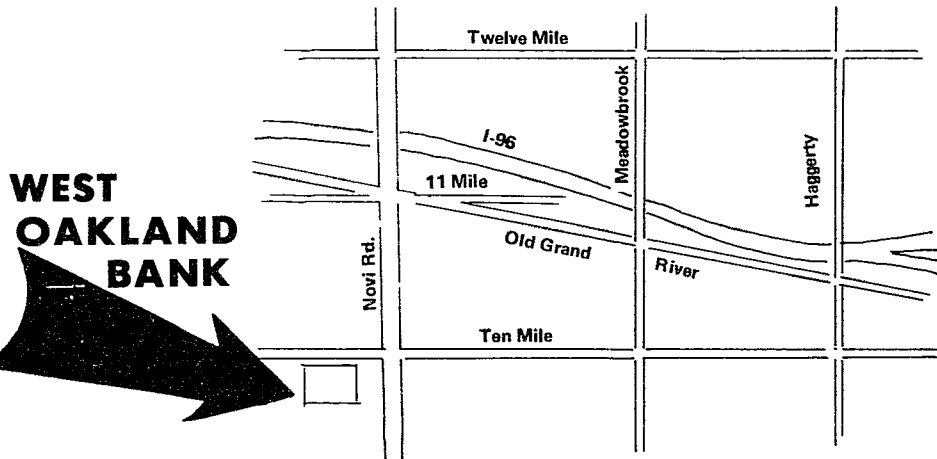 Twelve Mile
Meadowbrook
Haggerty
I-96
11 Mile
WEST
OAKLAND
BANK
Novi Rd.
Old Grand River
Ten Mile